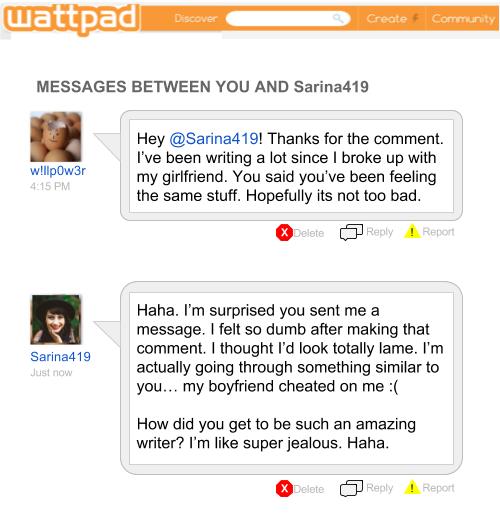 wattpad
Discover
Create
Community
MESSAGES BETWEEN YOU AND Sarina419
w!llp0w3r
4:15 PM
Hey @Sarina419! Thanks for the comment.
I've been writing a lot since I broke up with
my girlfriend. You said you've been feeling
the same stuff. Hopefully its not too bad.
X Delete
Reply
! Report
Sarina419
Just now
Haha. I'm surprised you sent me a
message. I felt so dumb after making that
comment. I thought I'd look totally lame. I'm
actually going through something similar to
you… my boyfriend cheated on me :(
How did you get to be such an amazing
writer? I'm like super jealous. Haha.
X Delete
Reply
! Report